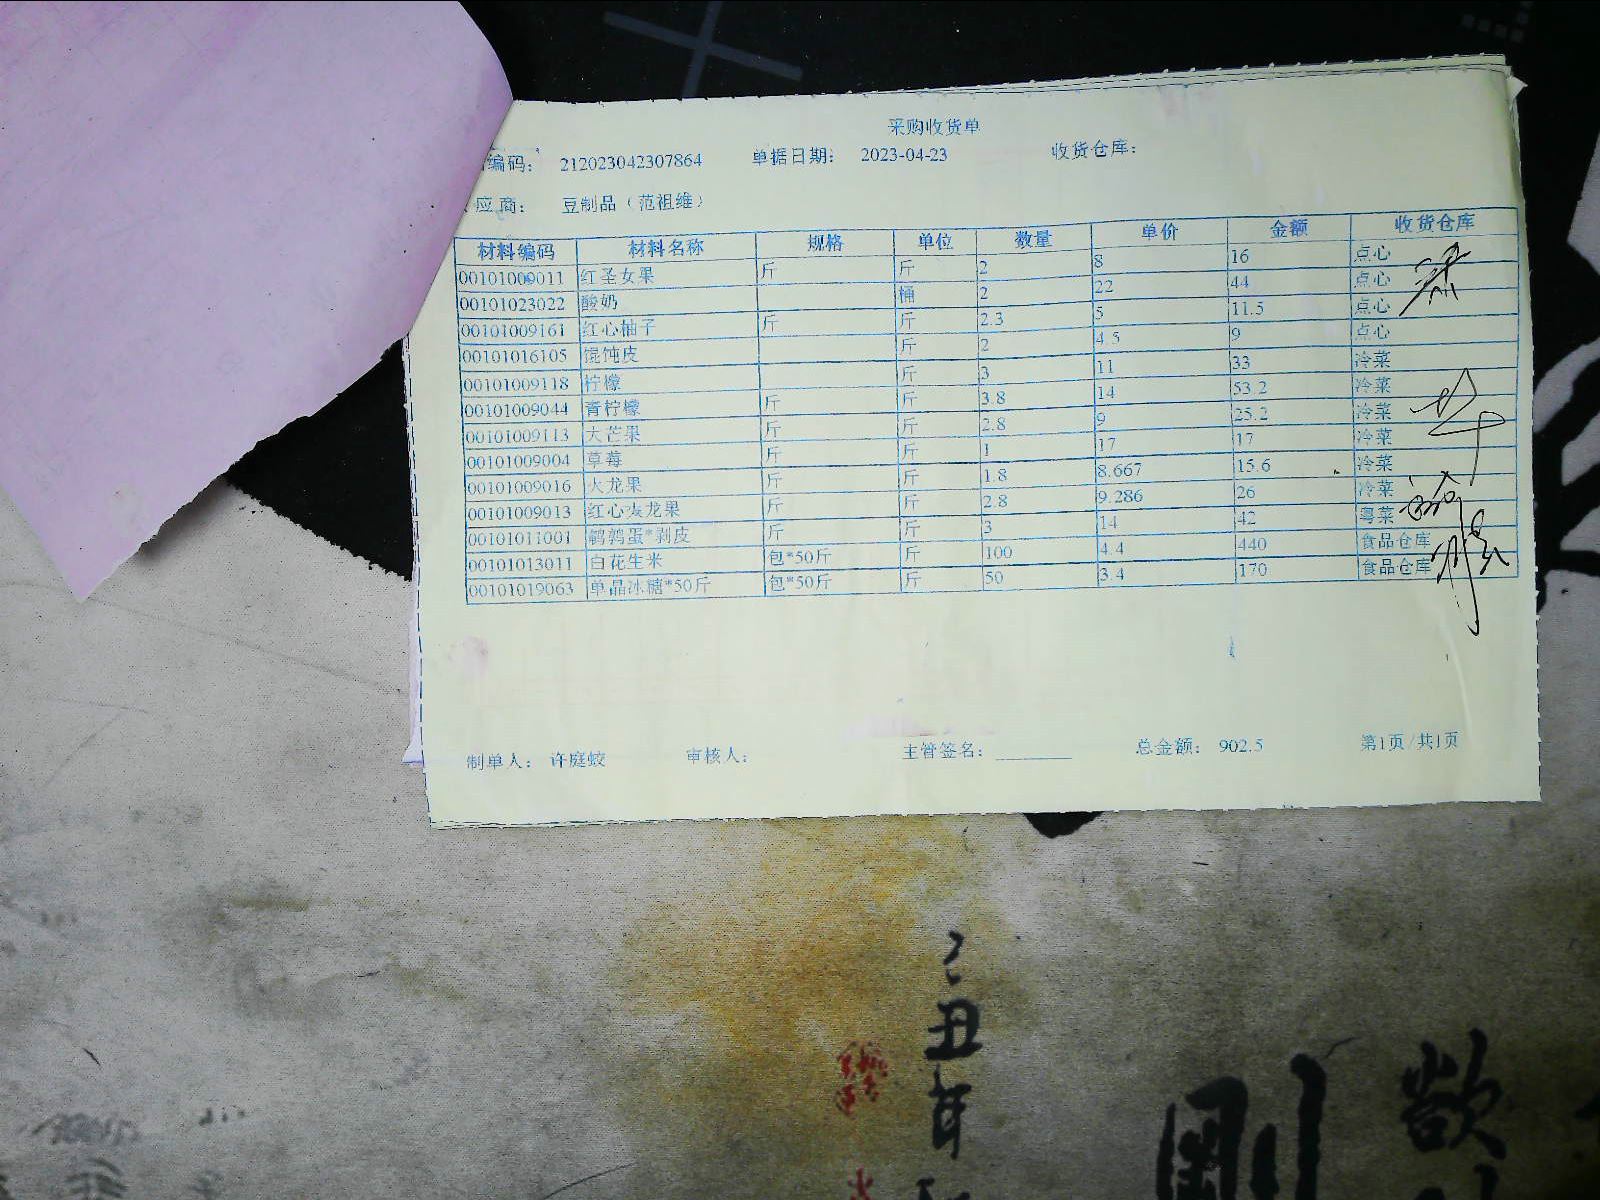 采购收货单
编码: 212023042307864 单据日期: 2023-04-23 收货仓库:
应商: 豆制品（范祖维）
材料编码 材料名称 规格 单位 数量 单价 金额 收货仓库
00101009011 红圣女果 斤 斤 2 8 16 点心
00101023022 酸奶 桶 2 22 44 点心
00101009161 红心柚子 斤 斤 2.3 5 11.5 点心
00101016105 馄饨皮 斤 2 4.5 9 点心
00101009118 柠檬 斤 3 11 33 冷菜
00101009044 青柠檬 斤 斤 3.8 14 53.2 冷菜
00101009113 大芒果 斤 斤 2.8 9 25.2 冷菜
00101009004 草莓 斤 斤 1 17 17 冷菜
00101009016 火龙果 斤 斤 1.8 8.667 15.6 冷菜
00101009013 红心火龙果 斤 斤 2.8 9.286 26 冷菜
00101011001 鹌鹑蛋*剥皮 斤 斤 3 14 42 粤菜
00101013011 白花生米 包*50斤 斤 100 4.4 440 食品仓库
00101019063 单晶冰糖*50斤 包*50斤 斤 50 3.4 170 食品仓库
制单人: 许庭蛟 审核人: 主管签名: 总金额: 902.5 第1页/共1页
丑年
剛
欲